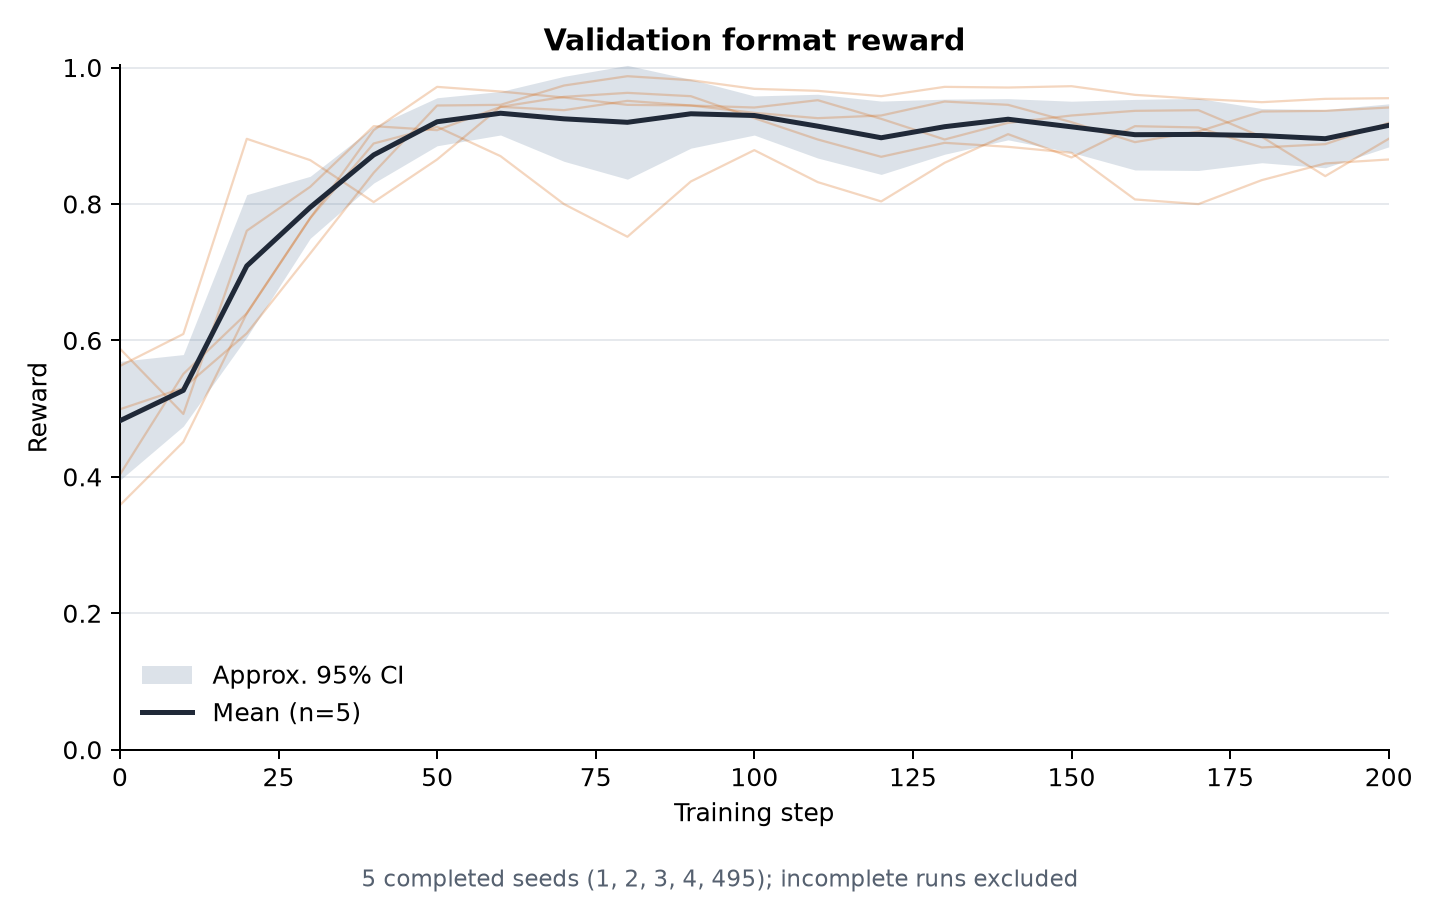 Validation format reward
Reward
1.0
0.8
0.6
0.4
0.2
0.0
Approx. 95% CI
Mean (n=5)
0 25 50 75 100 125 150 175 200
Training step
5 completed seeds (1, 2, 3, 4, 495); incomplete runs excluded